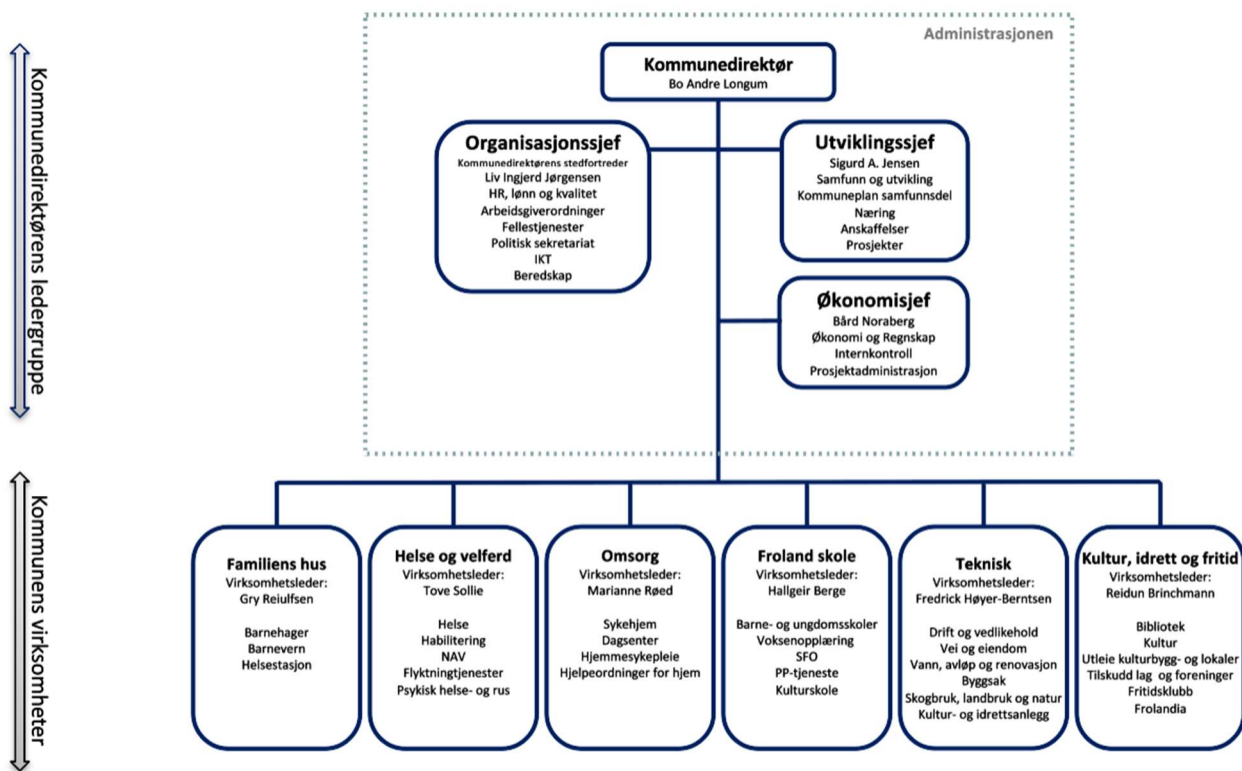 Administrasjonen
Kommunedirektørens ledergruppe
Kommunedirektør
Bo Andre Longum
Organisasjonssjef
Kommunedirektørens stedfortreder
Liv Ingjerd Jørgensen
HR, lønn og kvalitet
Arbeidsgiverordninger
Fellestjenester
Politisk sekretariat
IKT
Beredskap
Utviklingssjef
Sigurd A. Jensen
Samfunn og utvikling
Kommuneplan samfunnsdel
Næring
Anskaffelser
Prosjekter
Økonomisjef
Bård Noraberg
Økonomi og Regnskap
Internkontroll
Prosjektadministrasjon
Kommunens virksomheter
Familiens hus
Virksomhetsleder:
Gry Reiulfsen
Barnehager
Barnevern
Helsestasjon
Helse og velferd
Virksomhetsleder:
Tove Sollie
Helse
Habilitering
NAV
Flyktningtjenester
Psykisk helse- og rus
Omsorg
Virksomhetsleder:
Marianne Røed
Sykehjem
Dagsenter
Hjemmesykepleie
Hjelpeordninger for hjem
Froland skole
Virksomhetsleder:
Hallgeir Berge
Barne- og ungdomsskoler
Voksenopplæring
SFO
PP-tjeneste
Kulturskole
Teknisk
Virksomhetsleder:
Fredrick Høyer-Berntsen
Drift og vedlikehold
Vei og eiendom
Vann, avløp og renovasjon
Byggsak
Skogbruk, landbruk og natur
Kultur- og idrettsanlegg
Kultur, idrett og fritid
Virksomhetsleder:
Reidun Brinchmann
Bibliotek
Kultur
Utleie kulturbygg- og lokaler
Tilskudd lag og foreninger
Fritidsklubb
Frolandia